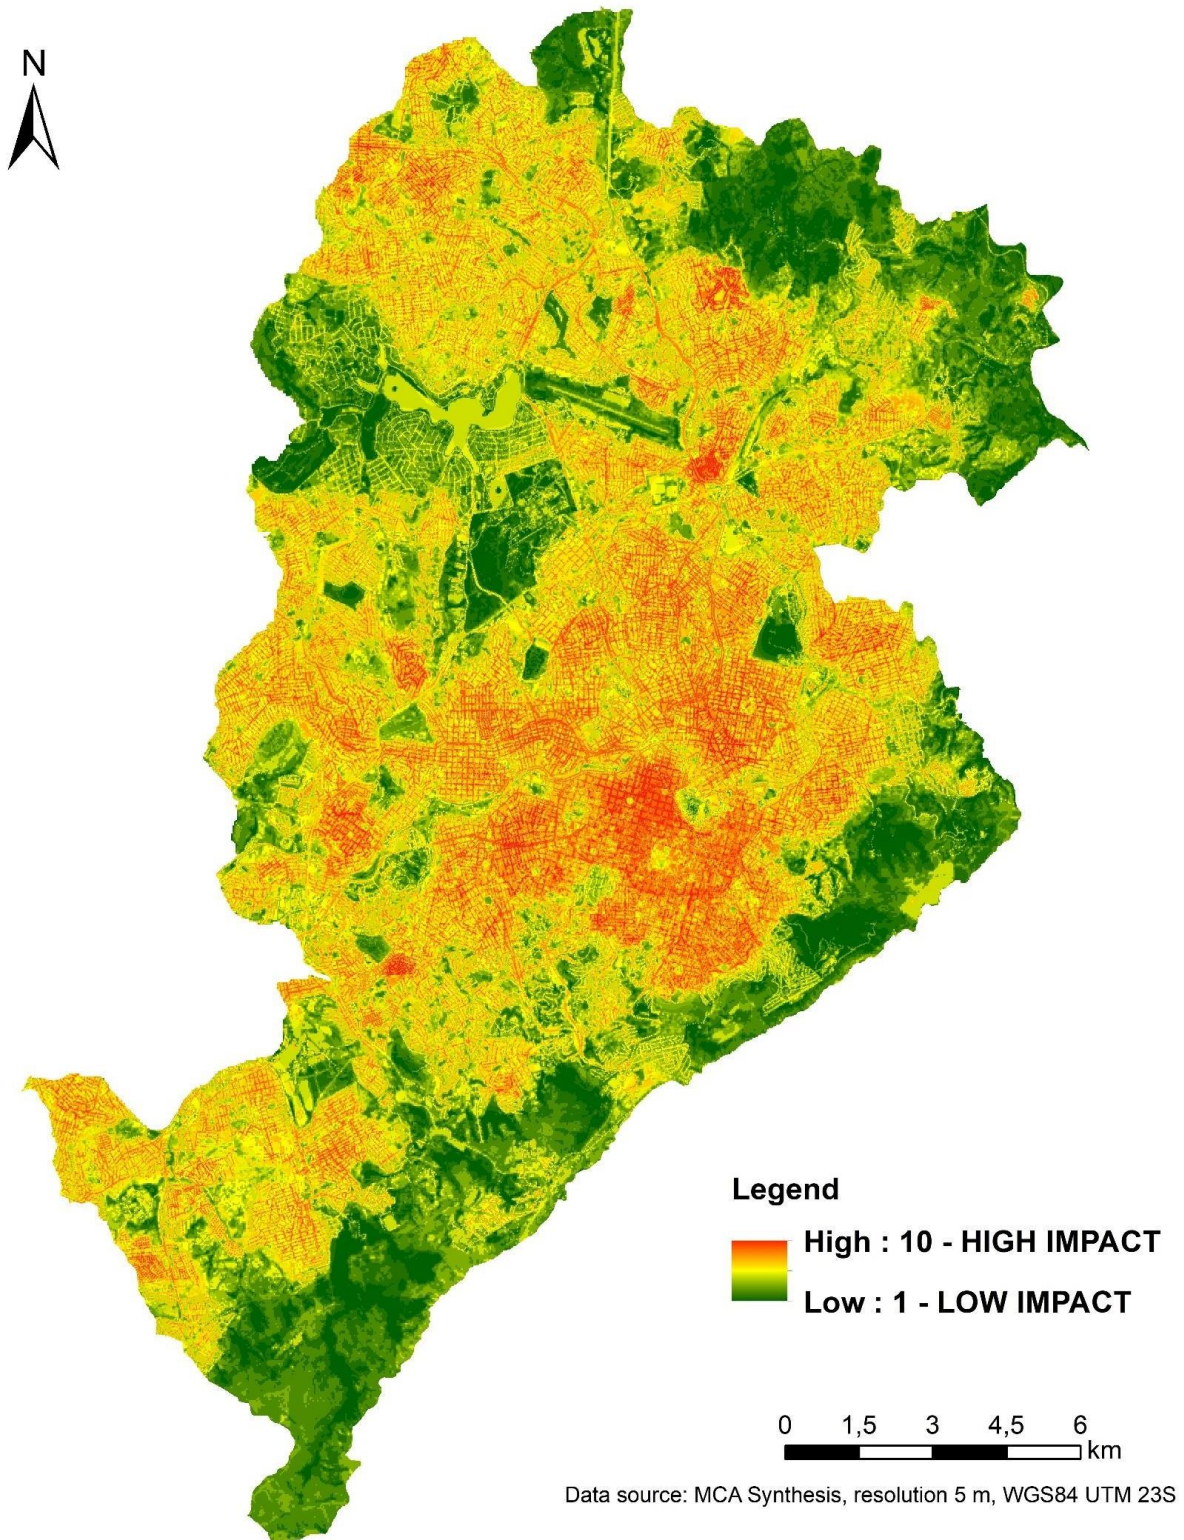 N
Legend
High : 10 - HIGH IMPACT
Low : 1 - LOW IMPACT
0 1,5 3 4,5 6
km
Data source: MCA Synthesis, resolution 5 m, WGS84 UTM 23S